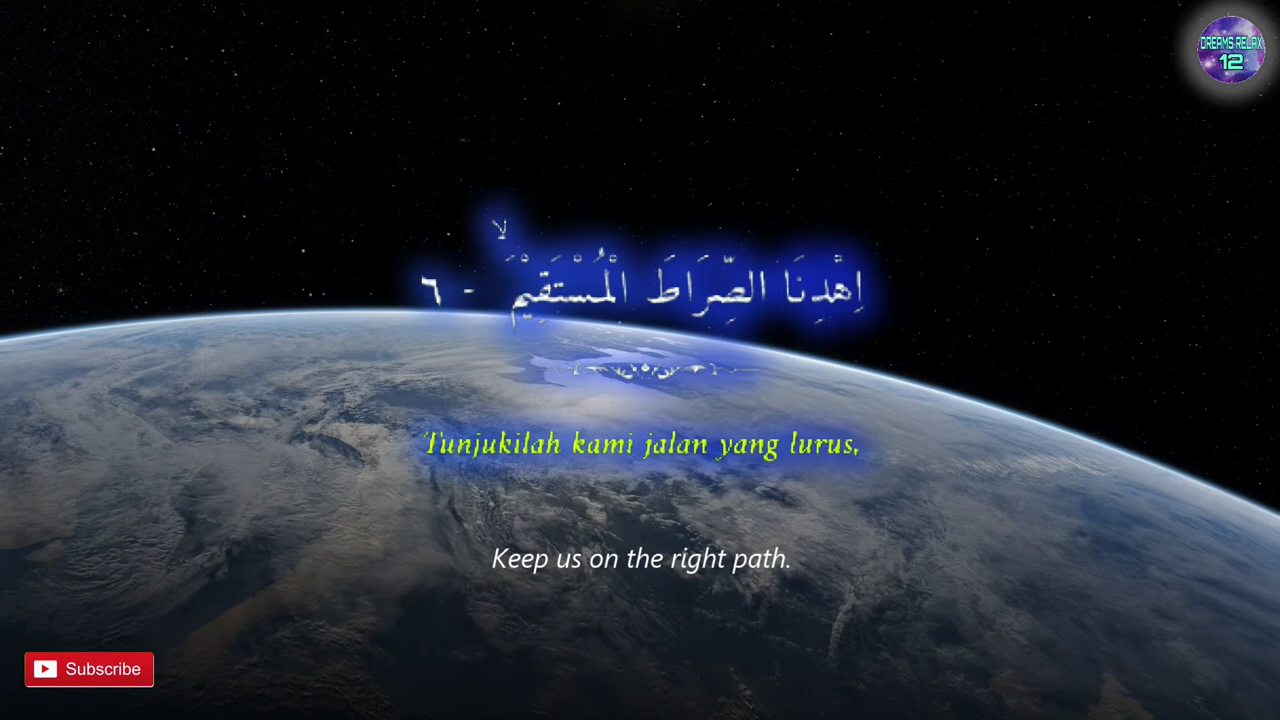 DREAMS RELAX
12
اِهْدِنَا الصِّرَاطَ الْمُسْتَقِيْمَ ۙ - ٦
Tunjukilah kami jalan yang lurus,
Keep us on the right path.
Subscribe